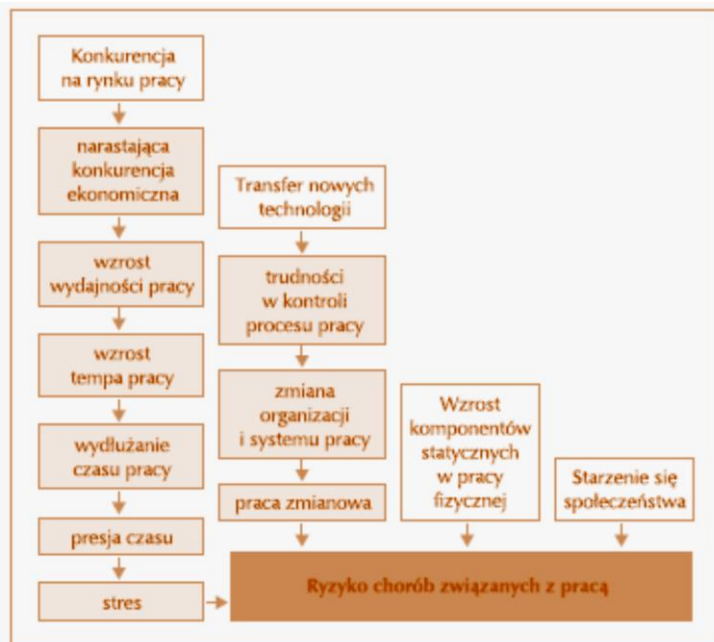 Konkurencja
na rynku pracy
narastająca
konkurencja
ekonomiczna
wzrost
wydajności pracy
wzrost
tempa pracy
wydłużanie
czasu pracy
presja czasu
stres
Transfer nowych
technologii
trudności
w kontroli
procesu pracy
zmiana
organizacji
i systemu pracy
praca zmianowa
Wzrost
komponentów
statycznych
w pracy
fizycznej
Starzenie się
społeczeństwa
Ryzyko chorób związanych z pracą